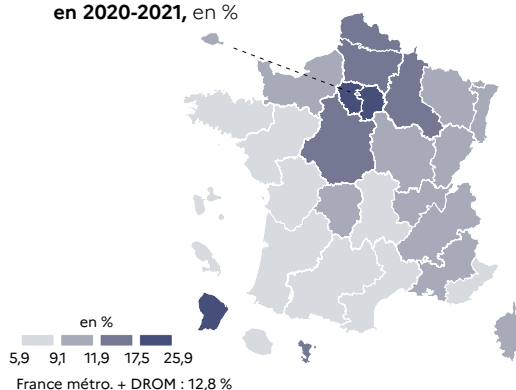 en 2020-2021, en %
en %
5,9 9,1 11,9 17,5 25,9
France métro. + DROM : 12,8 %